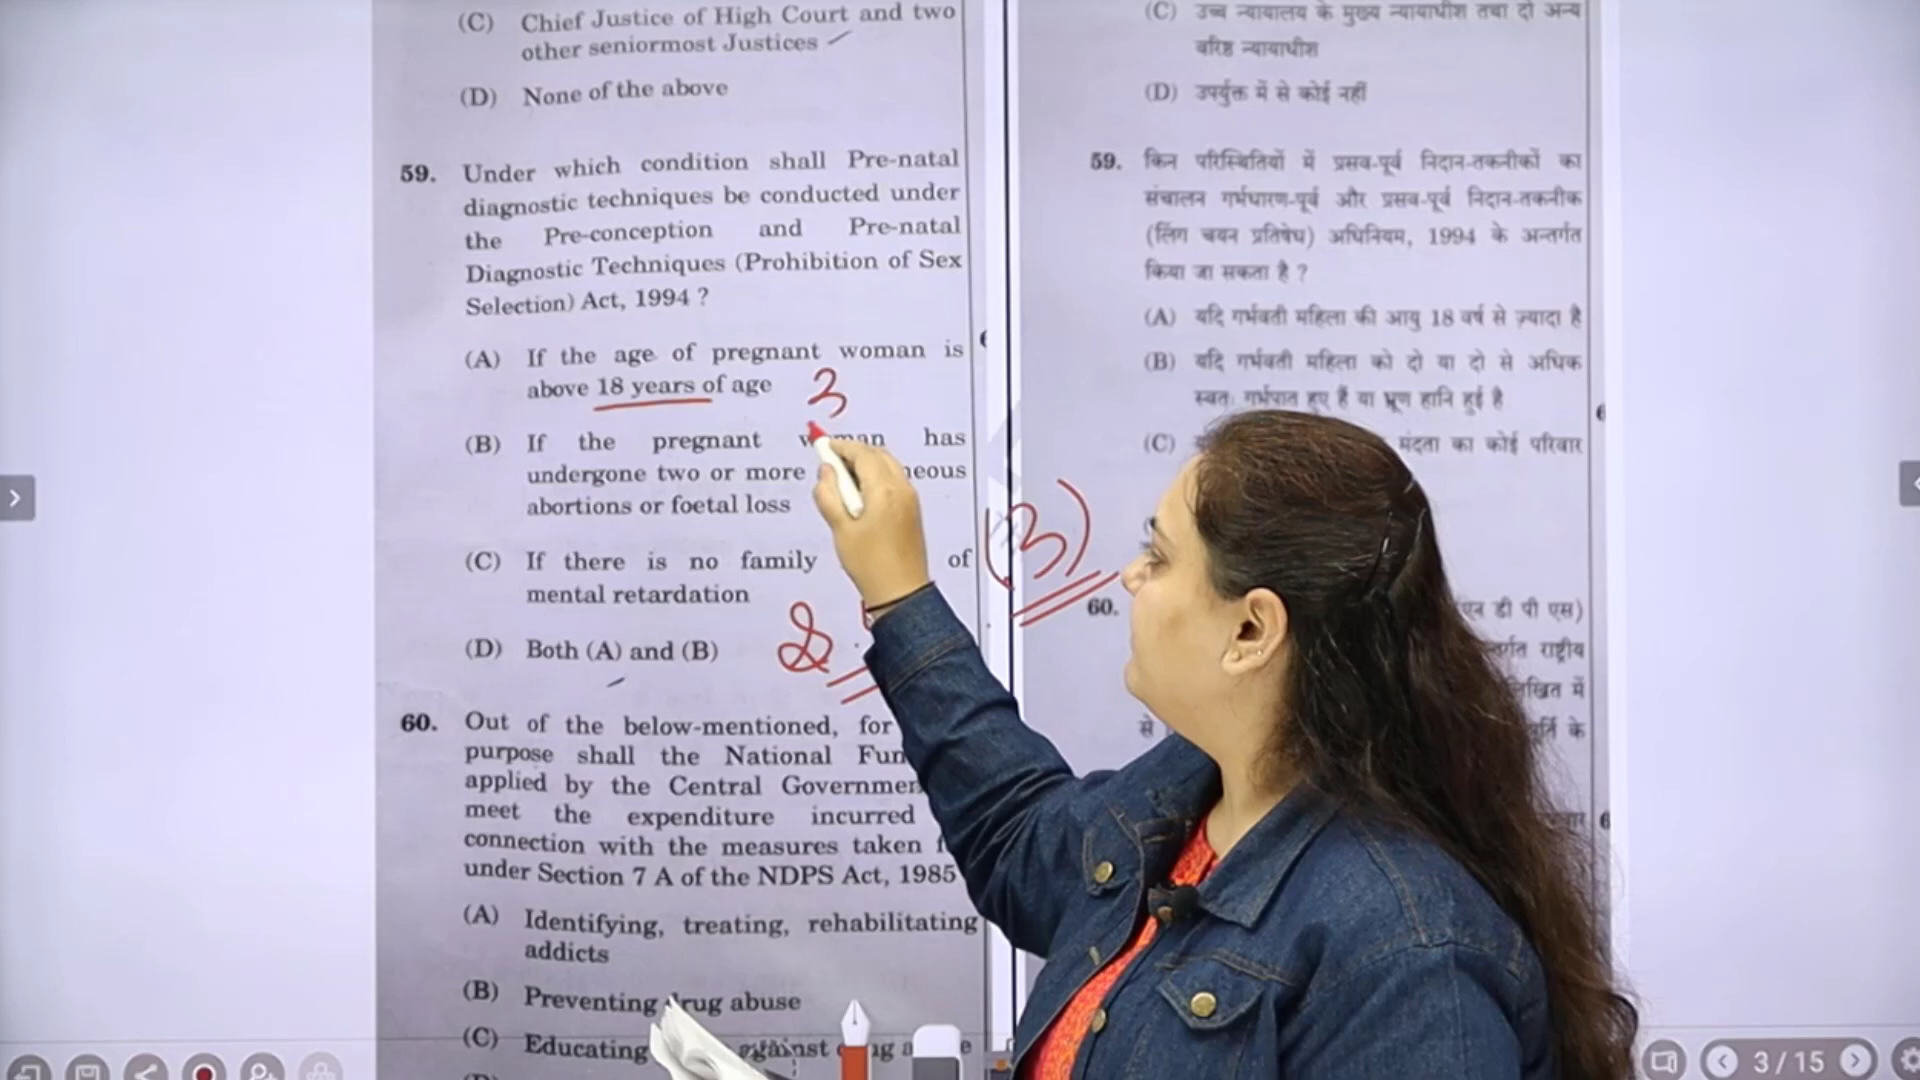 (C) Chief Justice of High Court and two
other seniormost Justices
(D) None of the above
59. Under which condition shall Pre-natal
diagnostic techniques be conducted under
the Pre-conception and Pre-natal
Diagnostic Techniques (Prohibition of Sex
Selection) Act, 1994 ?
(A) If the age of pregnant woman is
above 18 years of age
3
(B) If the pregnant woman has
undergone two or more
abortions or foetal loss
(C) If there is no family of
mental retardation
(3)
(D) Both (A) and (B)
60. Out of the below-mentioned, for
purpose shall the National
applied by the Central
meet the expenditure incurred
connection with the measures taken
under Section 7 A of the NDPS Act, 1985
(A) Identifying, treating, rehabilitating
addicts
(B) Preventing drug abuse
(C) Educating against
(C) उच्च न्यायालय के मुख्य न्यायाधीश तथा दो अन्य
वरिष्ठ न्यायाधीश
(D) उपर्युक्त में से कोई नहीं
59. किन परिस्थितियों में प्रसव-पूर्व निदान-तकनीकों का
संचालन गर्भधारण-पूर्व और प्रसव-पूर्व निदान-तकनीक
(लिंग चयन प्रतिषेध) अधिनियम, 1994 के अन्तर्गत
किया जा सकता है ?
(A) यदि गर्भवती महिला की आयु 18 वर्ष से ज़्यादा है
(B) यदि गर्भवती महिला को दो या दो से अधिक
स्वतः गर्भपात हुए हैं या भ्रूण हानि हुई है
(C) मंदता का कोई परिवार
60. एन डी पी एस)
राष्ट्रीय
में
से के
3 / 15